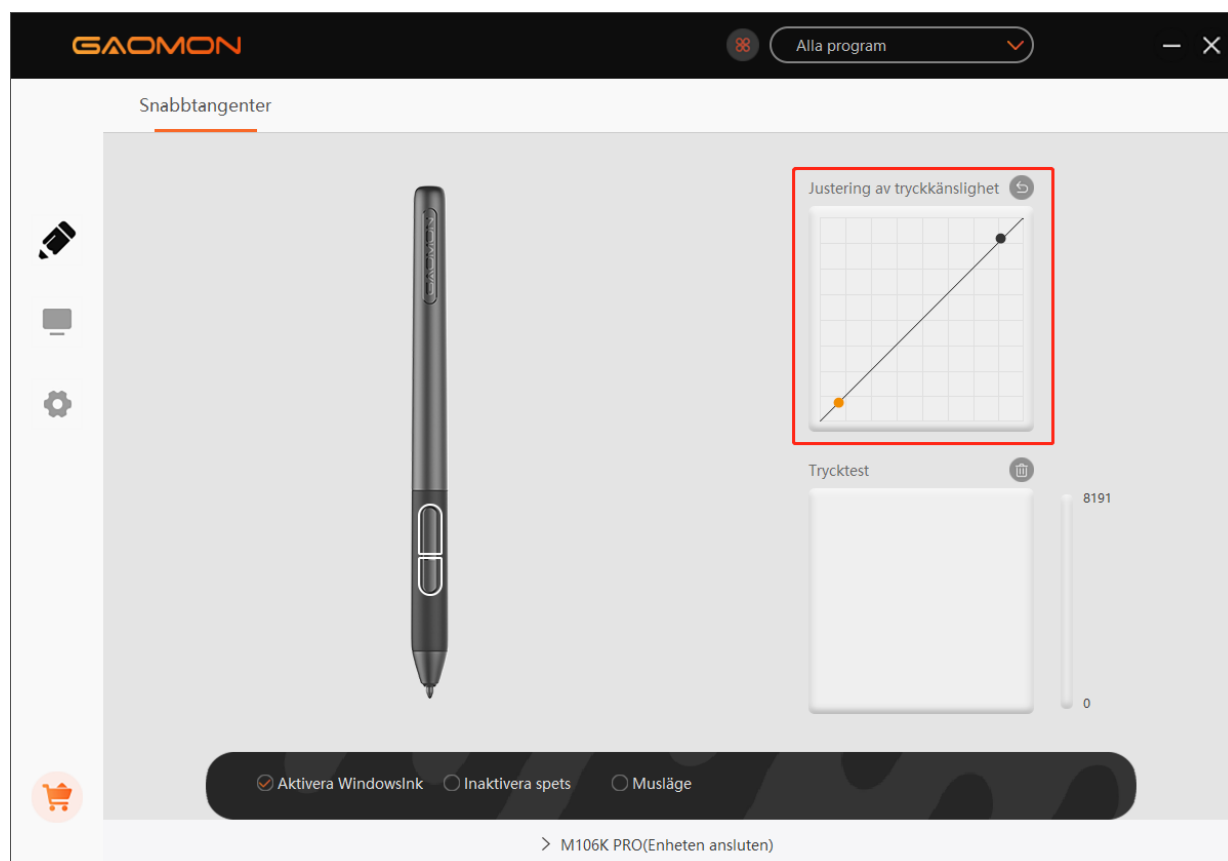 GAOMON
Alla program
Snabbtangenter
GAOMON
Justering av tryckkänslighet
Trycktest
8191
0
Aktivera WindowsInk
Inaktivera spets
Musläge
M106K PRO(Enheten ansluten)